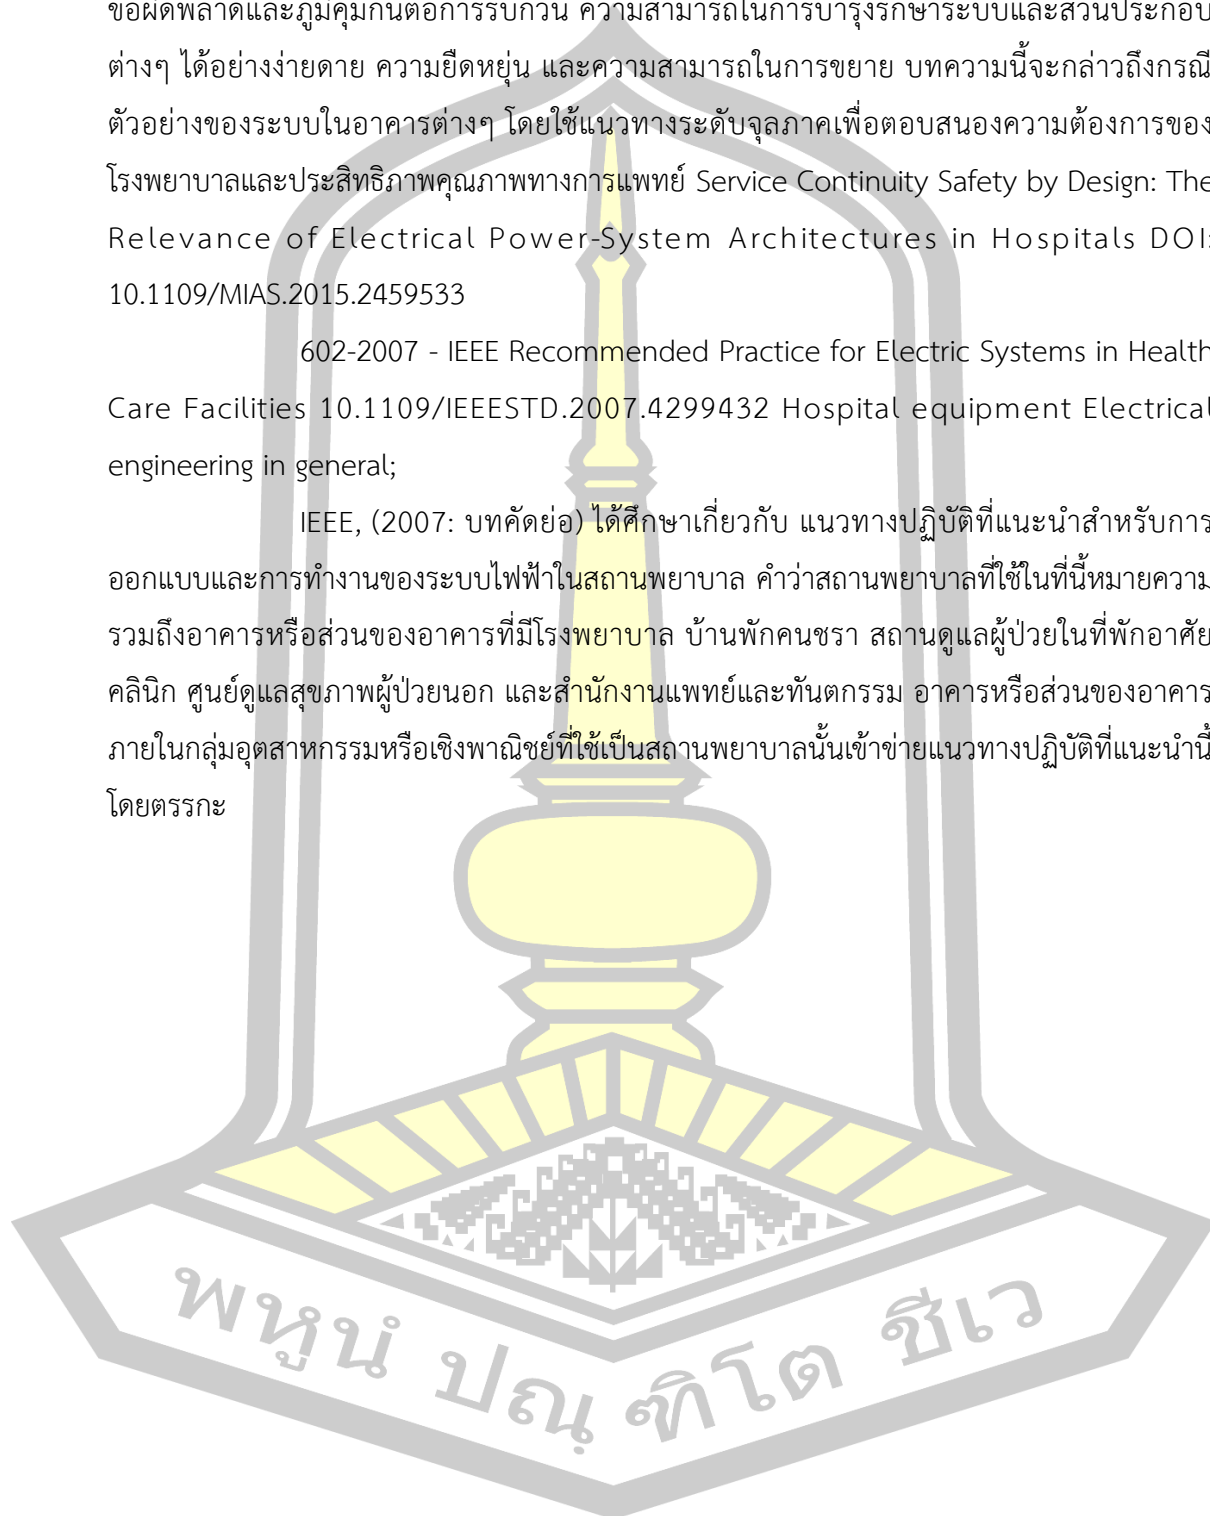 ข้อผิดพลาดและภูมิคุ้มกันต่อการรบกวน ความสามารถในการบำรุงรักษาระบบและส่วนประกอบ
ต่างๆ ได้อย่างง่ายดาย ความยืดหยุ่น และความสามารถในการขยาย บทความนี้จะกล่าวถึงกรณี
ตัวอย่างของระบบในอาคารต่างๆ โดยใช้แนวทางระดับจุลภาคเพื่อตอบสนองความต้องการของ
โรงพยาบาลและประสิทธิภาพคุณภาพทางการแพทย์ Service Continuity Safety by Design: The
Relevance of Electrical Power-System Architectures in Hospitals DOI:
10.1109/MIAS.2015.2459533
602-2007 - IEEE Recommended Practice for Electric Systems in Health
Care Facilities 10.1109/IEEESTD.2007.4299432 Hospital equipment Electrical
engineering in general;
IEEE, (2007: บทคัดย่อ) ได้ศึกษาเกี่ยวกับ แนวทางปฏิบัติที่แนะนำสำหรับการ
ออกแบบและการทำงานของระบบไฟฟ้าในสถานพยาบาล คำว่าสถานพยาบาลที่ใช้ในที่นี้หมายความ
รวมถึงอาคารหรือส่วนของอาคารที่มีโรงพยาบาล บ้านพักคนชรา สถานดูแลผู้ป่วยในที่พักอาศัย
คลินิก ศูนย์ดูแลสุขภาพผู้ป่วยนอก และสำนักงานแพทย์และทันตกรรม อาคารหรือส่วนของอาคาร
ภายในกลุ่มอุตสาหกรรมหรือเชิงพาณิชย์ที่ใช้เป็นสถานพยาบาลนั้นเข้าข่ายแนวทางปฏิบัติที่แนะนำนี้
โดยตรรกะ
พหูนํ ปณฺฑิโต ชีเว